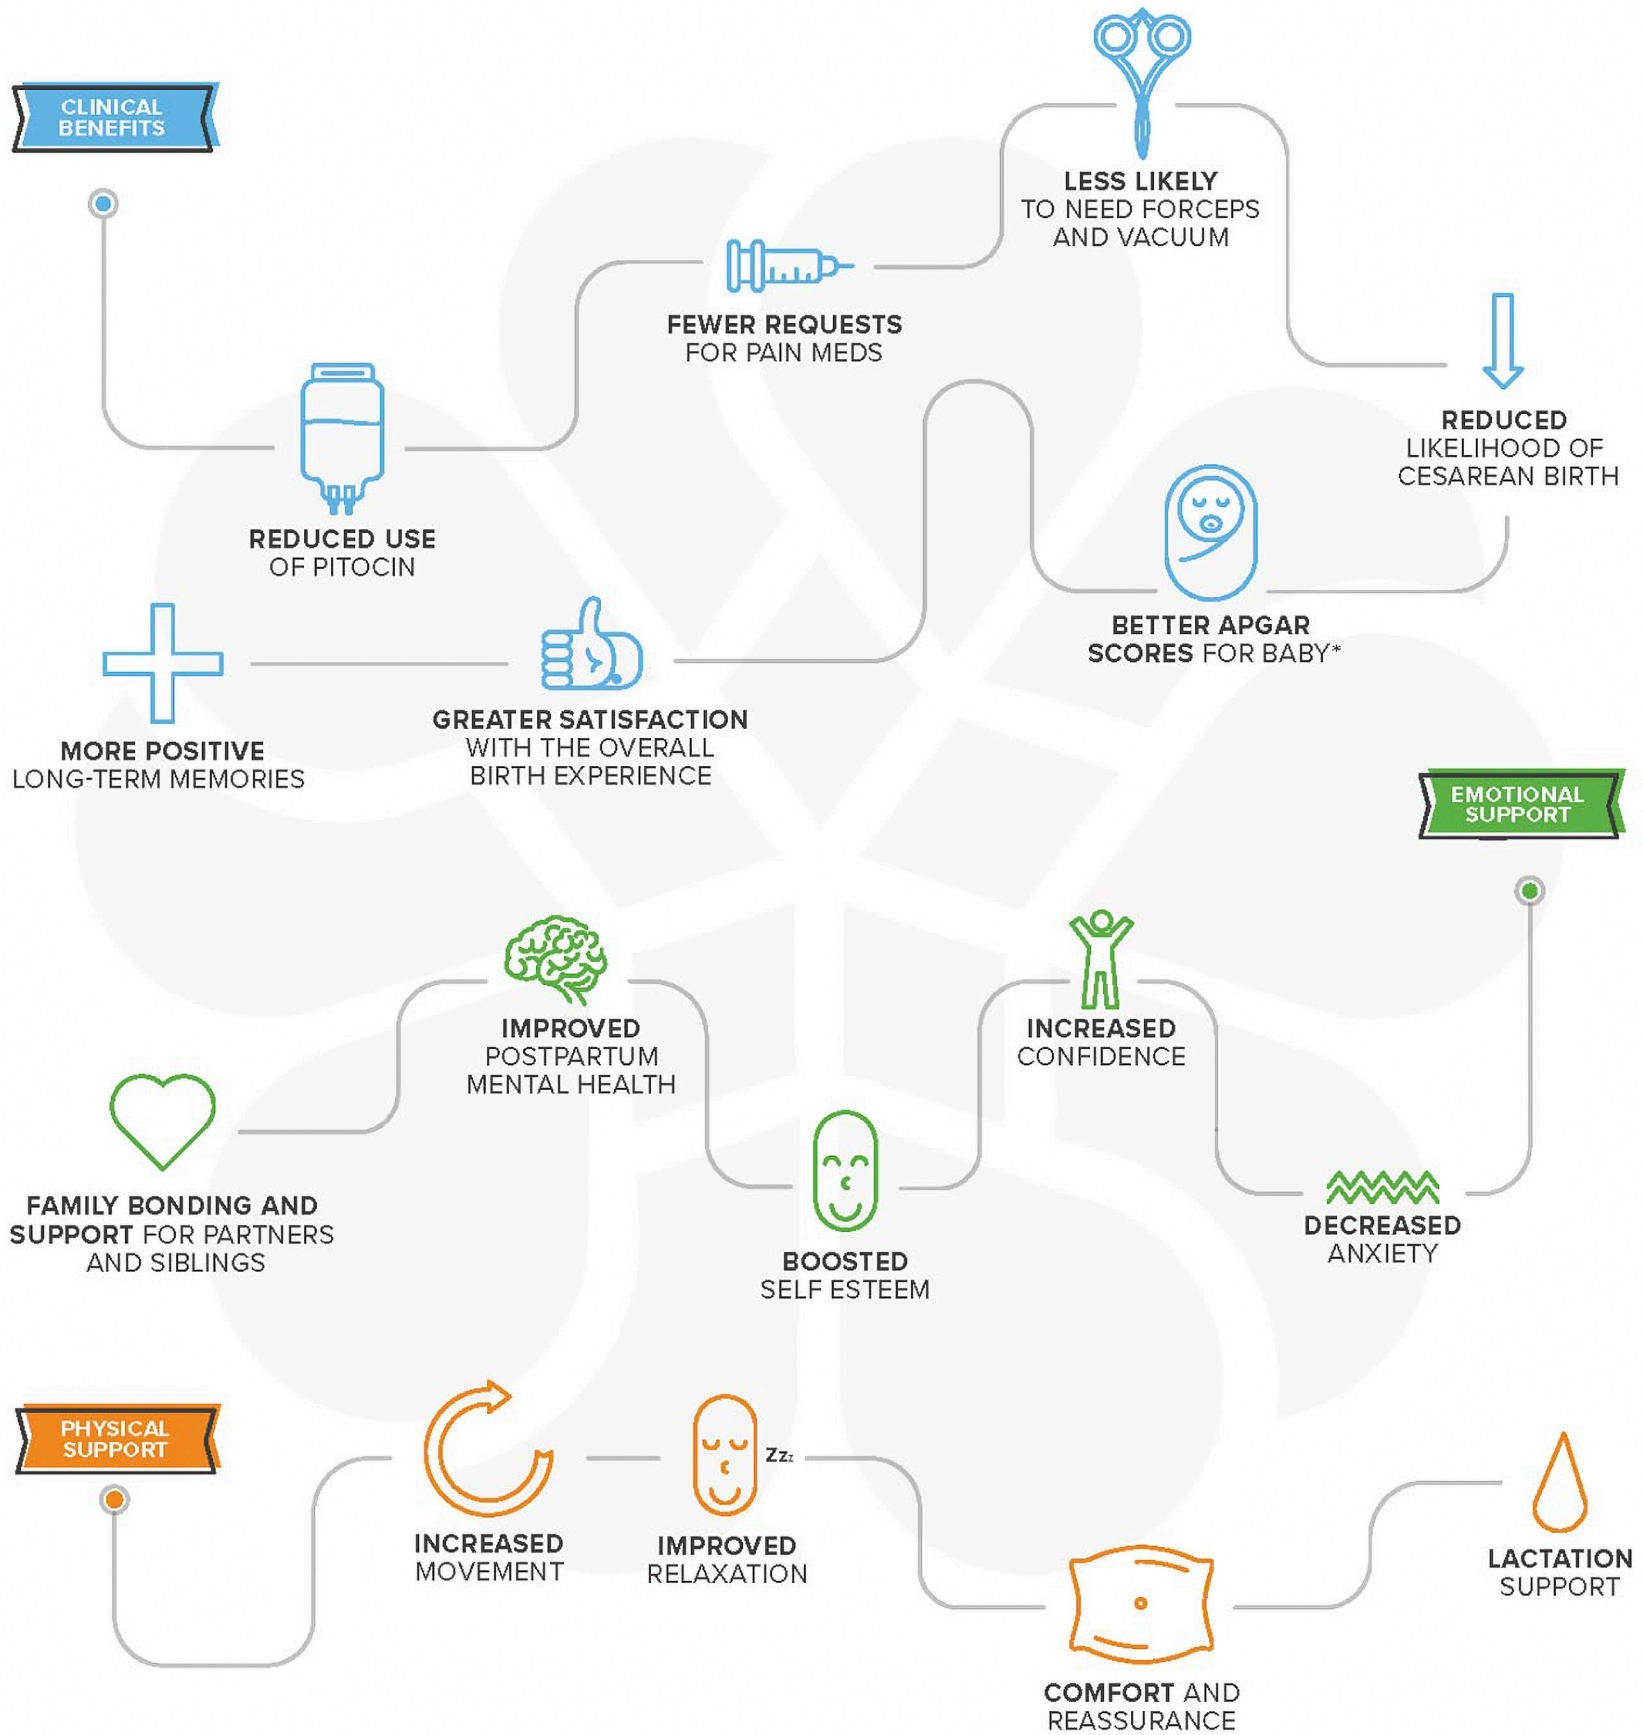 CLINICAL
BENEFITS
LESS LIKELY
TO NEED FORCEPS
AND VACUUM
FEWER REQUESTS
FOR PAIN MEDS
REDUCED
LIKELIHOOD OF
CESAREAN BIRTH
REDUCED USE
OF PITOCIN
BETTER APGAR
SCORES FOR BABY*
GREATER SATISFACTION
WITH THE OVERALL
BIRTH EXPERIENCE
MORE POSITIVE
LONG-TERM MEMORIES
EMOTIONAL
SUPPORT
IMPROVED
POSTPARTUM
MENTAL HEALTH
INCREASED
CONFIDENCE
FAMILY BONDING AND
SUPPORT FOR PARTNERS
AND SIBLINGS
BOOSTED
SELF ESTEEM
DECREASED
ANXIETY
PHYSICAL
SUPPORT
ZZZ
INCREASED
MOVEMENT
IMPROVED
RELAXATION
LACTATION
SUPPORT
COMFORT AND
REASSURANCE